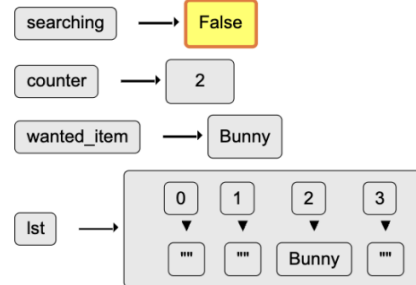 searching False
counter 2
wanted_item Bunny
0 1 2 3
lst
"" "" Bunny ""